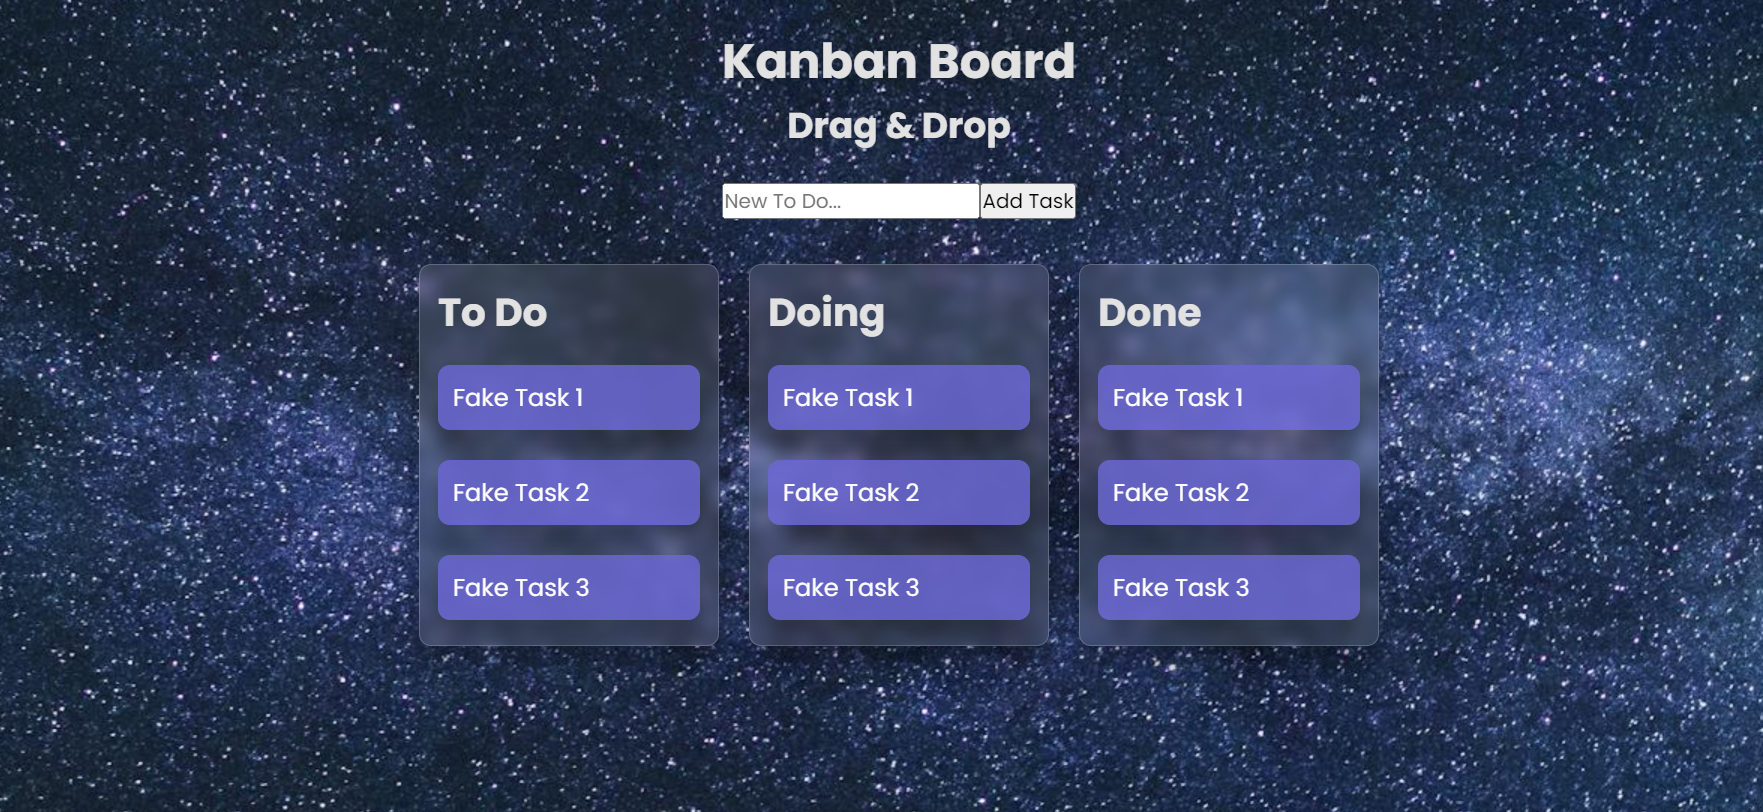 Kanban Board
Drag & Drop
New To Do...
Add Task
To Do
Fake Task 1
Fake Task 2
Fake Task 3
Doing
Fake Task 1
Fake Task 2
Fake Task 3
Done
Fake Task 1
Fake Task 2
Fake Task 3